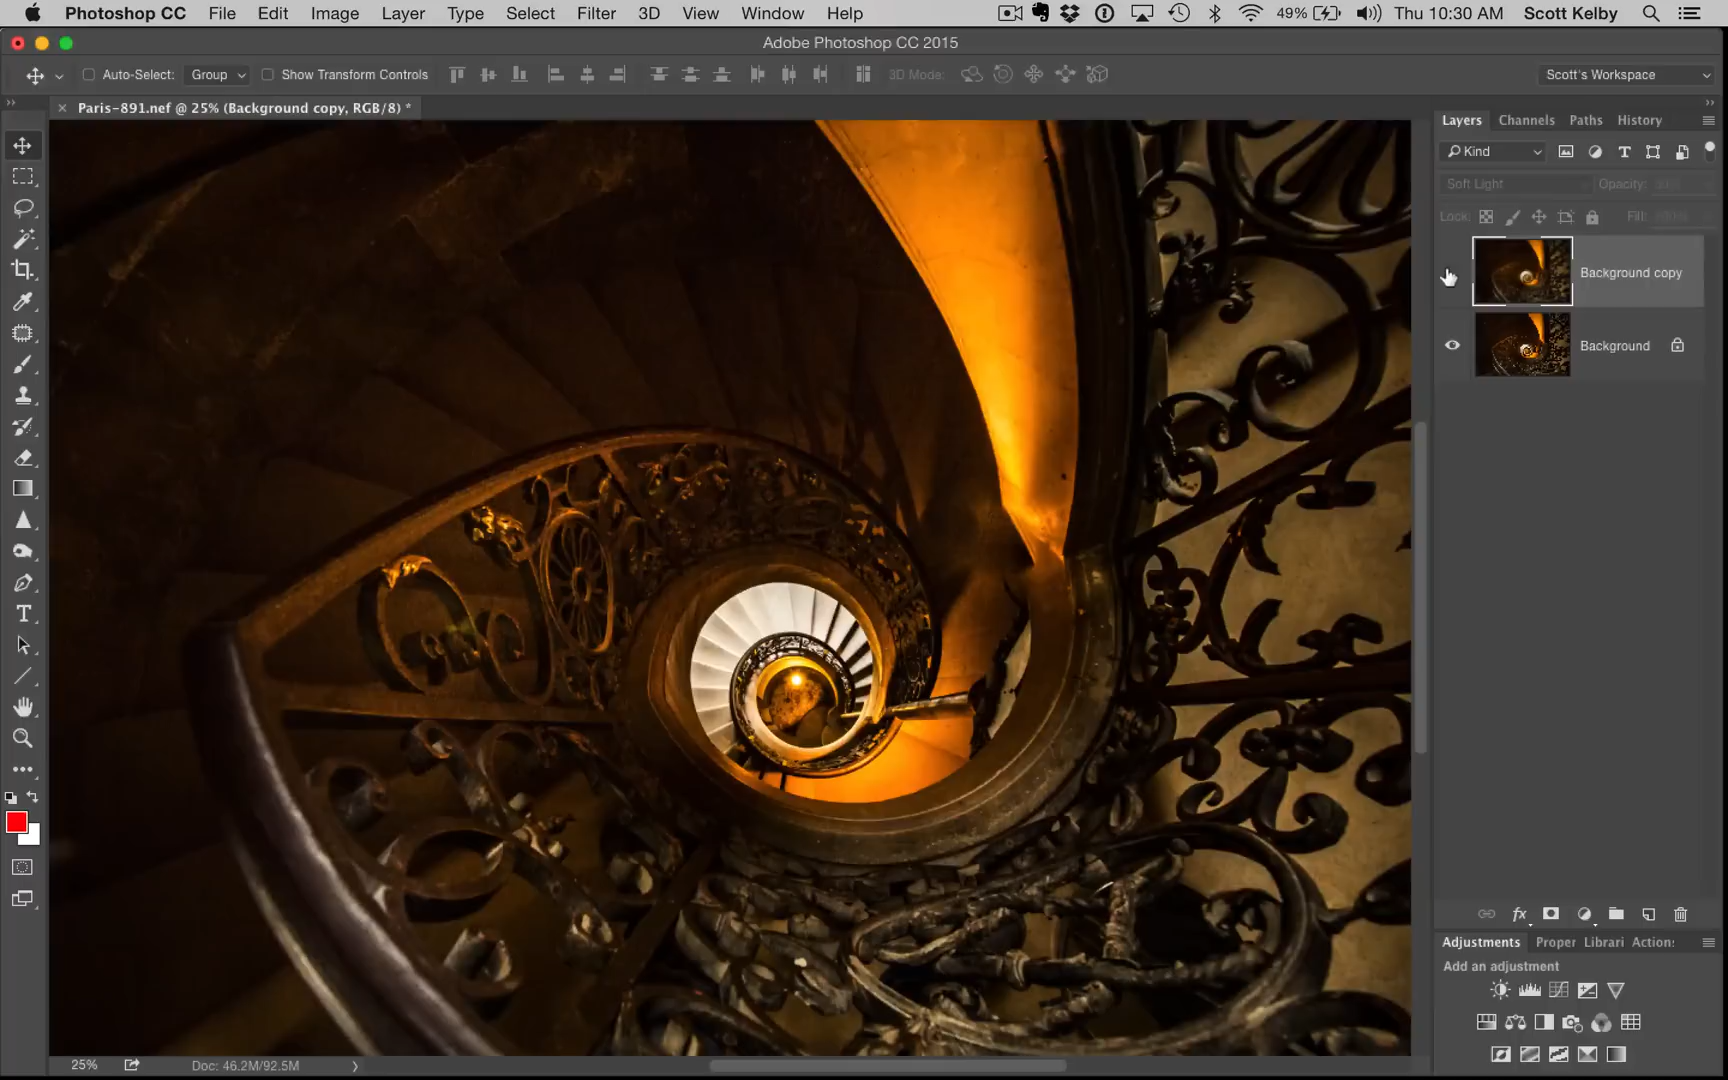 Photoshop CC File Edit Image Layer Type Select Filter 3D View Window Help 49% Thu 10:30 AM Scott Kelby
Adobe Photoshop CC 2015
Auto-Select: Group Show Transform Controls 3D Mode: Scott's Workspace
Paris-891.nef @ 25% (Background copy, RGB/8) *
Layers Channels Paths History
Kind
Soft Light Opacity:
Lock: Fill:
Background copy
Background
fx
Adjustments Proper Librari Action
Add an adjustment
25% Doc: 46.2M/92.5M